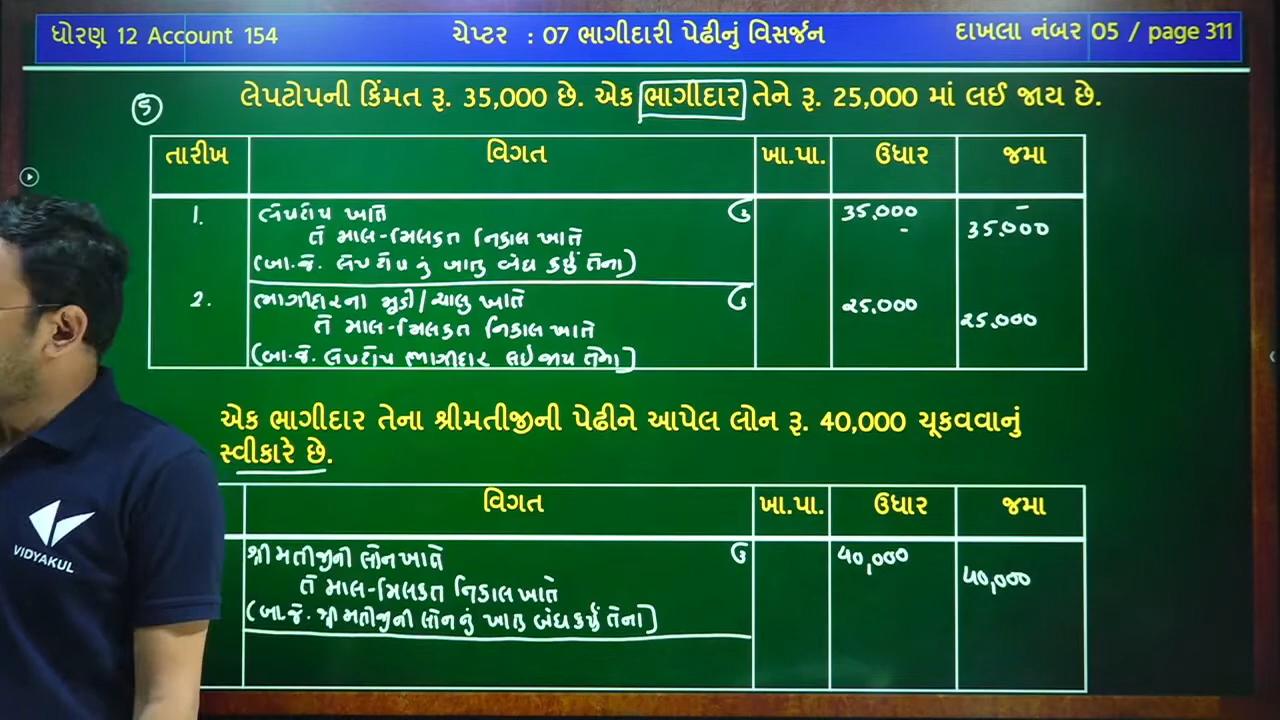 ધોરણ 12 Account 154 ચેપ્ટર : 07 ભાગીદારી પેઢીનું વિસર્જન દાખલા નંબર 05 / page 311
5 લેપટોપની કિંમત રૂ. 35,000 છે. એક ભાગીદાર તેને રૂ. 25,000 માં લઈ જાય છે.
તારીખ વિગત ખા.પા. ઉધાર જમા
1. લેપટોપ ખાતે ઉ 35,000 -
તે માલ-મિલકત નિકાલ ખાતે - 35,000
(બા.જે. લેપટોપ નું ખાતુ બંધ કર્યું તેના)
2. ભાગીદારના મુડી/ચાલુ ખાતે ઉ 25,000
તે માલ-મિલકત નિકાલ ખાતે 25,000
(બા.જે. લેપટોપ ભાગીદાર લઈ જાય તેના)
એક ભાગીદાર તેના શ્રીમતીજીની પેઢીને આપેલ લોન રૂ. 40,000 ચૂકવવાનું
સ્વીકારે છે.
વિગત ખા.પા. ઉધાર જમા
શ્રીમતીજીની લોન ખાતે ઉ 40,000
તે માલ-મિલકત નિકાલ ખાતે 40,000
(બા.જે. શ્રીમતીજીની લોન નું ખાતુ બંધ કર્યું તેના)
VIDYAKUL